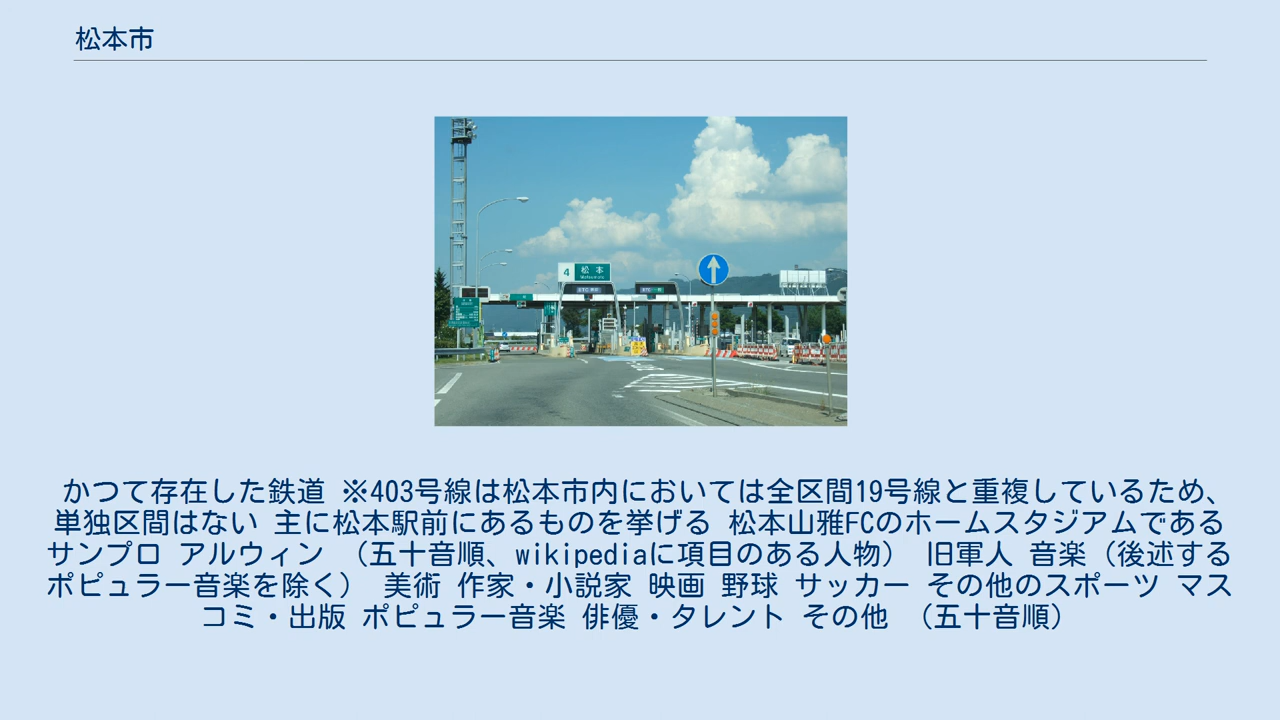 松本市
4 松本
Matsumoto
かつて存在した鉄道 ※403号線は松本市内においては全区間19号線と重複しているため、
単独区間はない 主に松本駅前にあるものを挙げる 松本山雅FCのホームスタジアムである
サンプロ アルウィン （五十音順、wikipediaに項目のある人物） 旧軍人 音楽（後述する
ポピュラー音楽を除く） 美術 作家・小説家 映画 野球 サッカー その他のスポーツ マス
コミ・出版 ポピュラー音楽 俳優・タレント その他 （五十音順）